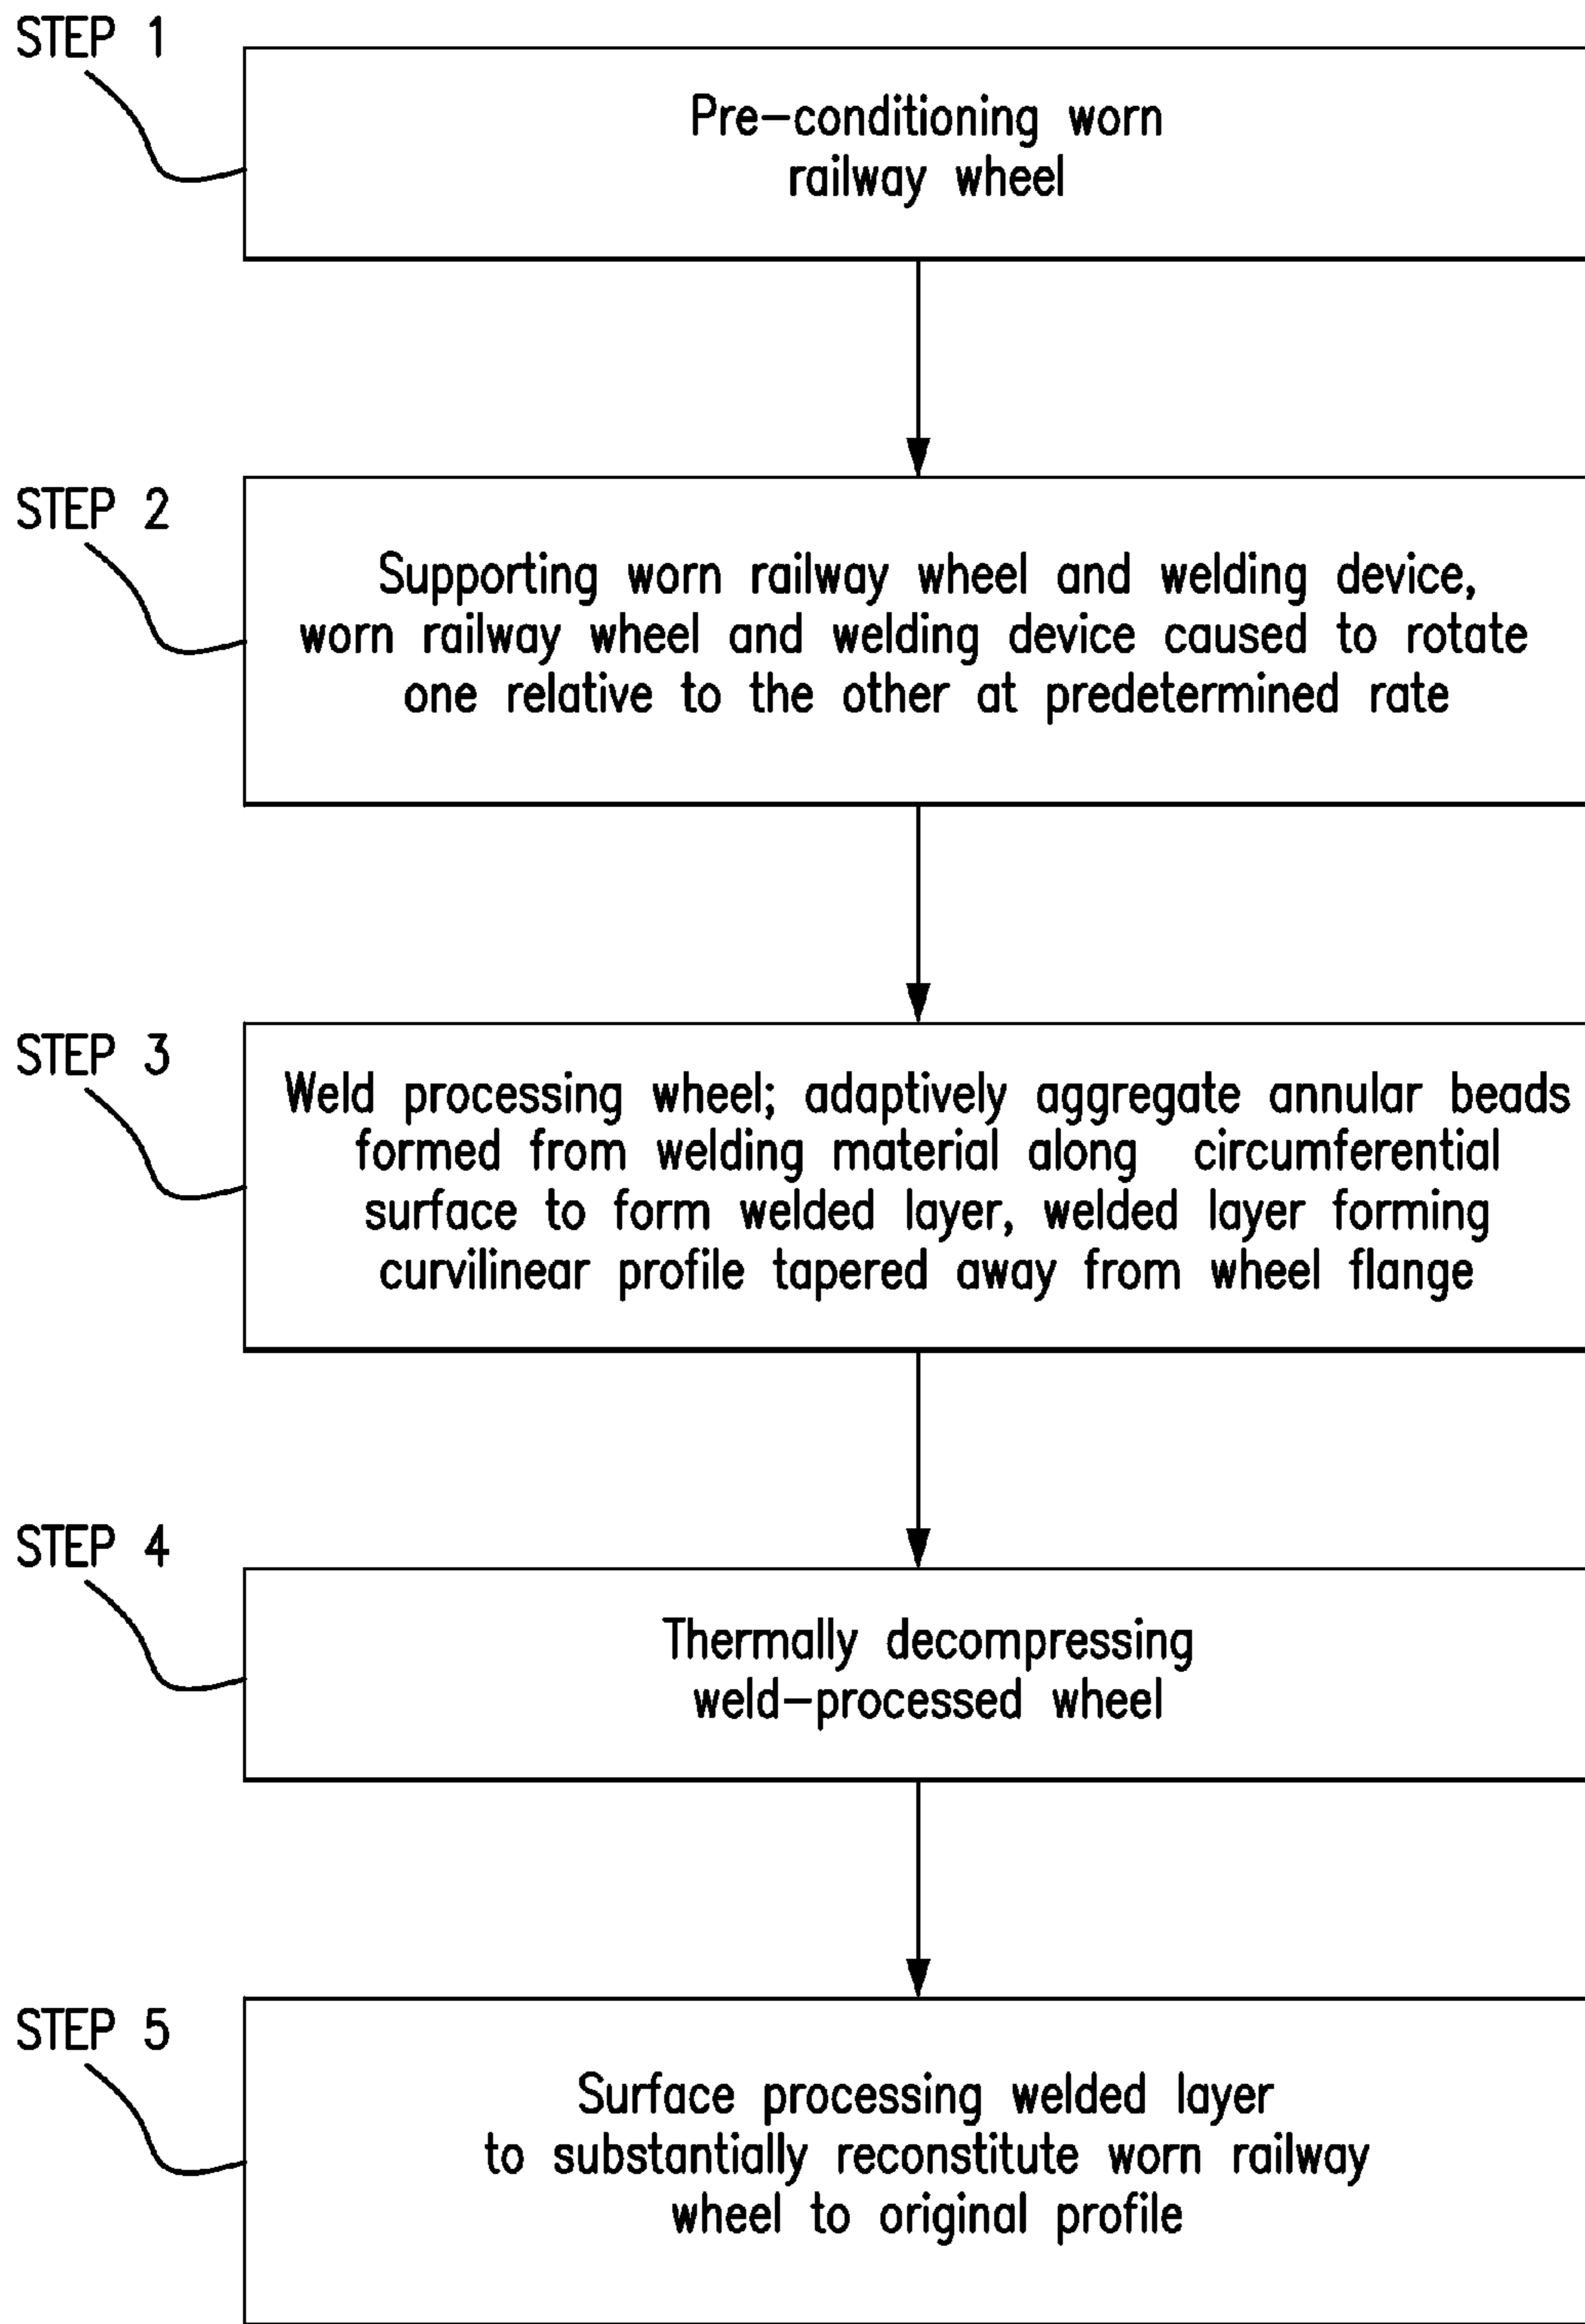 STEP 1
Pre-conditioning worn
railway wheel
STEP 2
Supporting worn railway wheel and welding device,
worn railway wheel and welding device caused to rotate
one relative to the other at predetermined rate
STEP 3
Weld processing wheel; adaptively aggregate annular beads
formed from welding material along circumferential
surface to form welded layer, welded layer forming
curvilinear profile tapered away from wheel flange
STEP 4
Thermally decompressing
weld-processed wheel
STEP 5
Surface processing welded layer
to substantially reconstitute worn railway
wheel to original profile